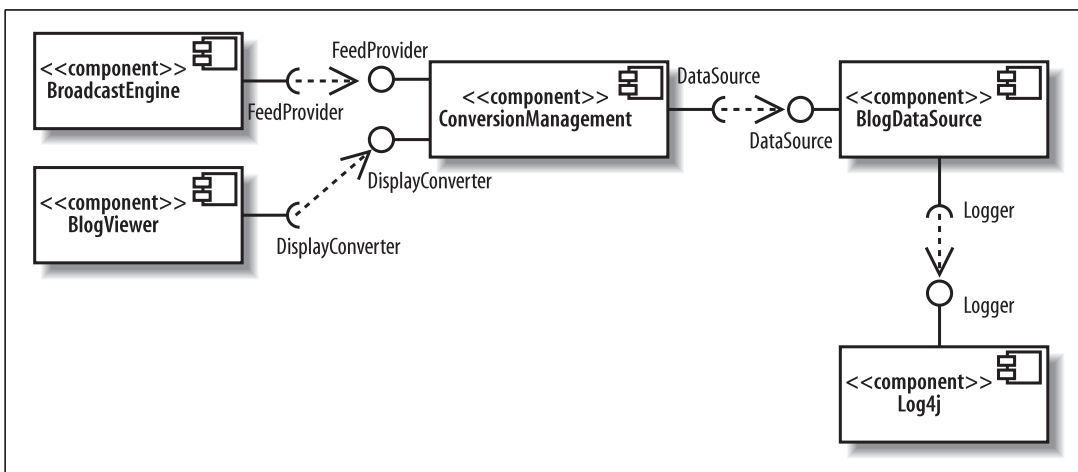 <<component>>
BroadcastEngine
FeedProvider
FeedProvider
<<component>>
ConversionManagement
DataSource
DataSource
<<component>>
BlogDataSource
<<component>>
BlogViewer
DisplayConverter
DisplayConverter
Logger
Logger
<<component>>
Log4j